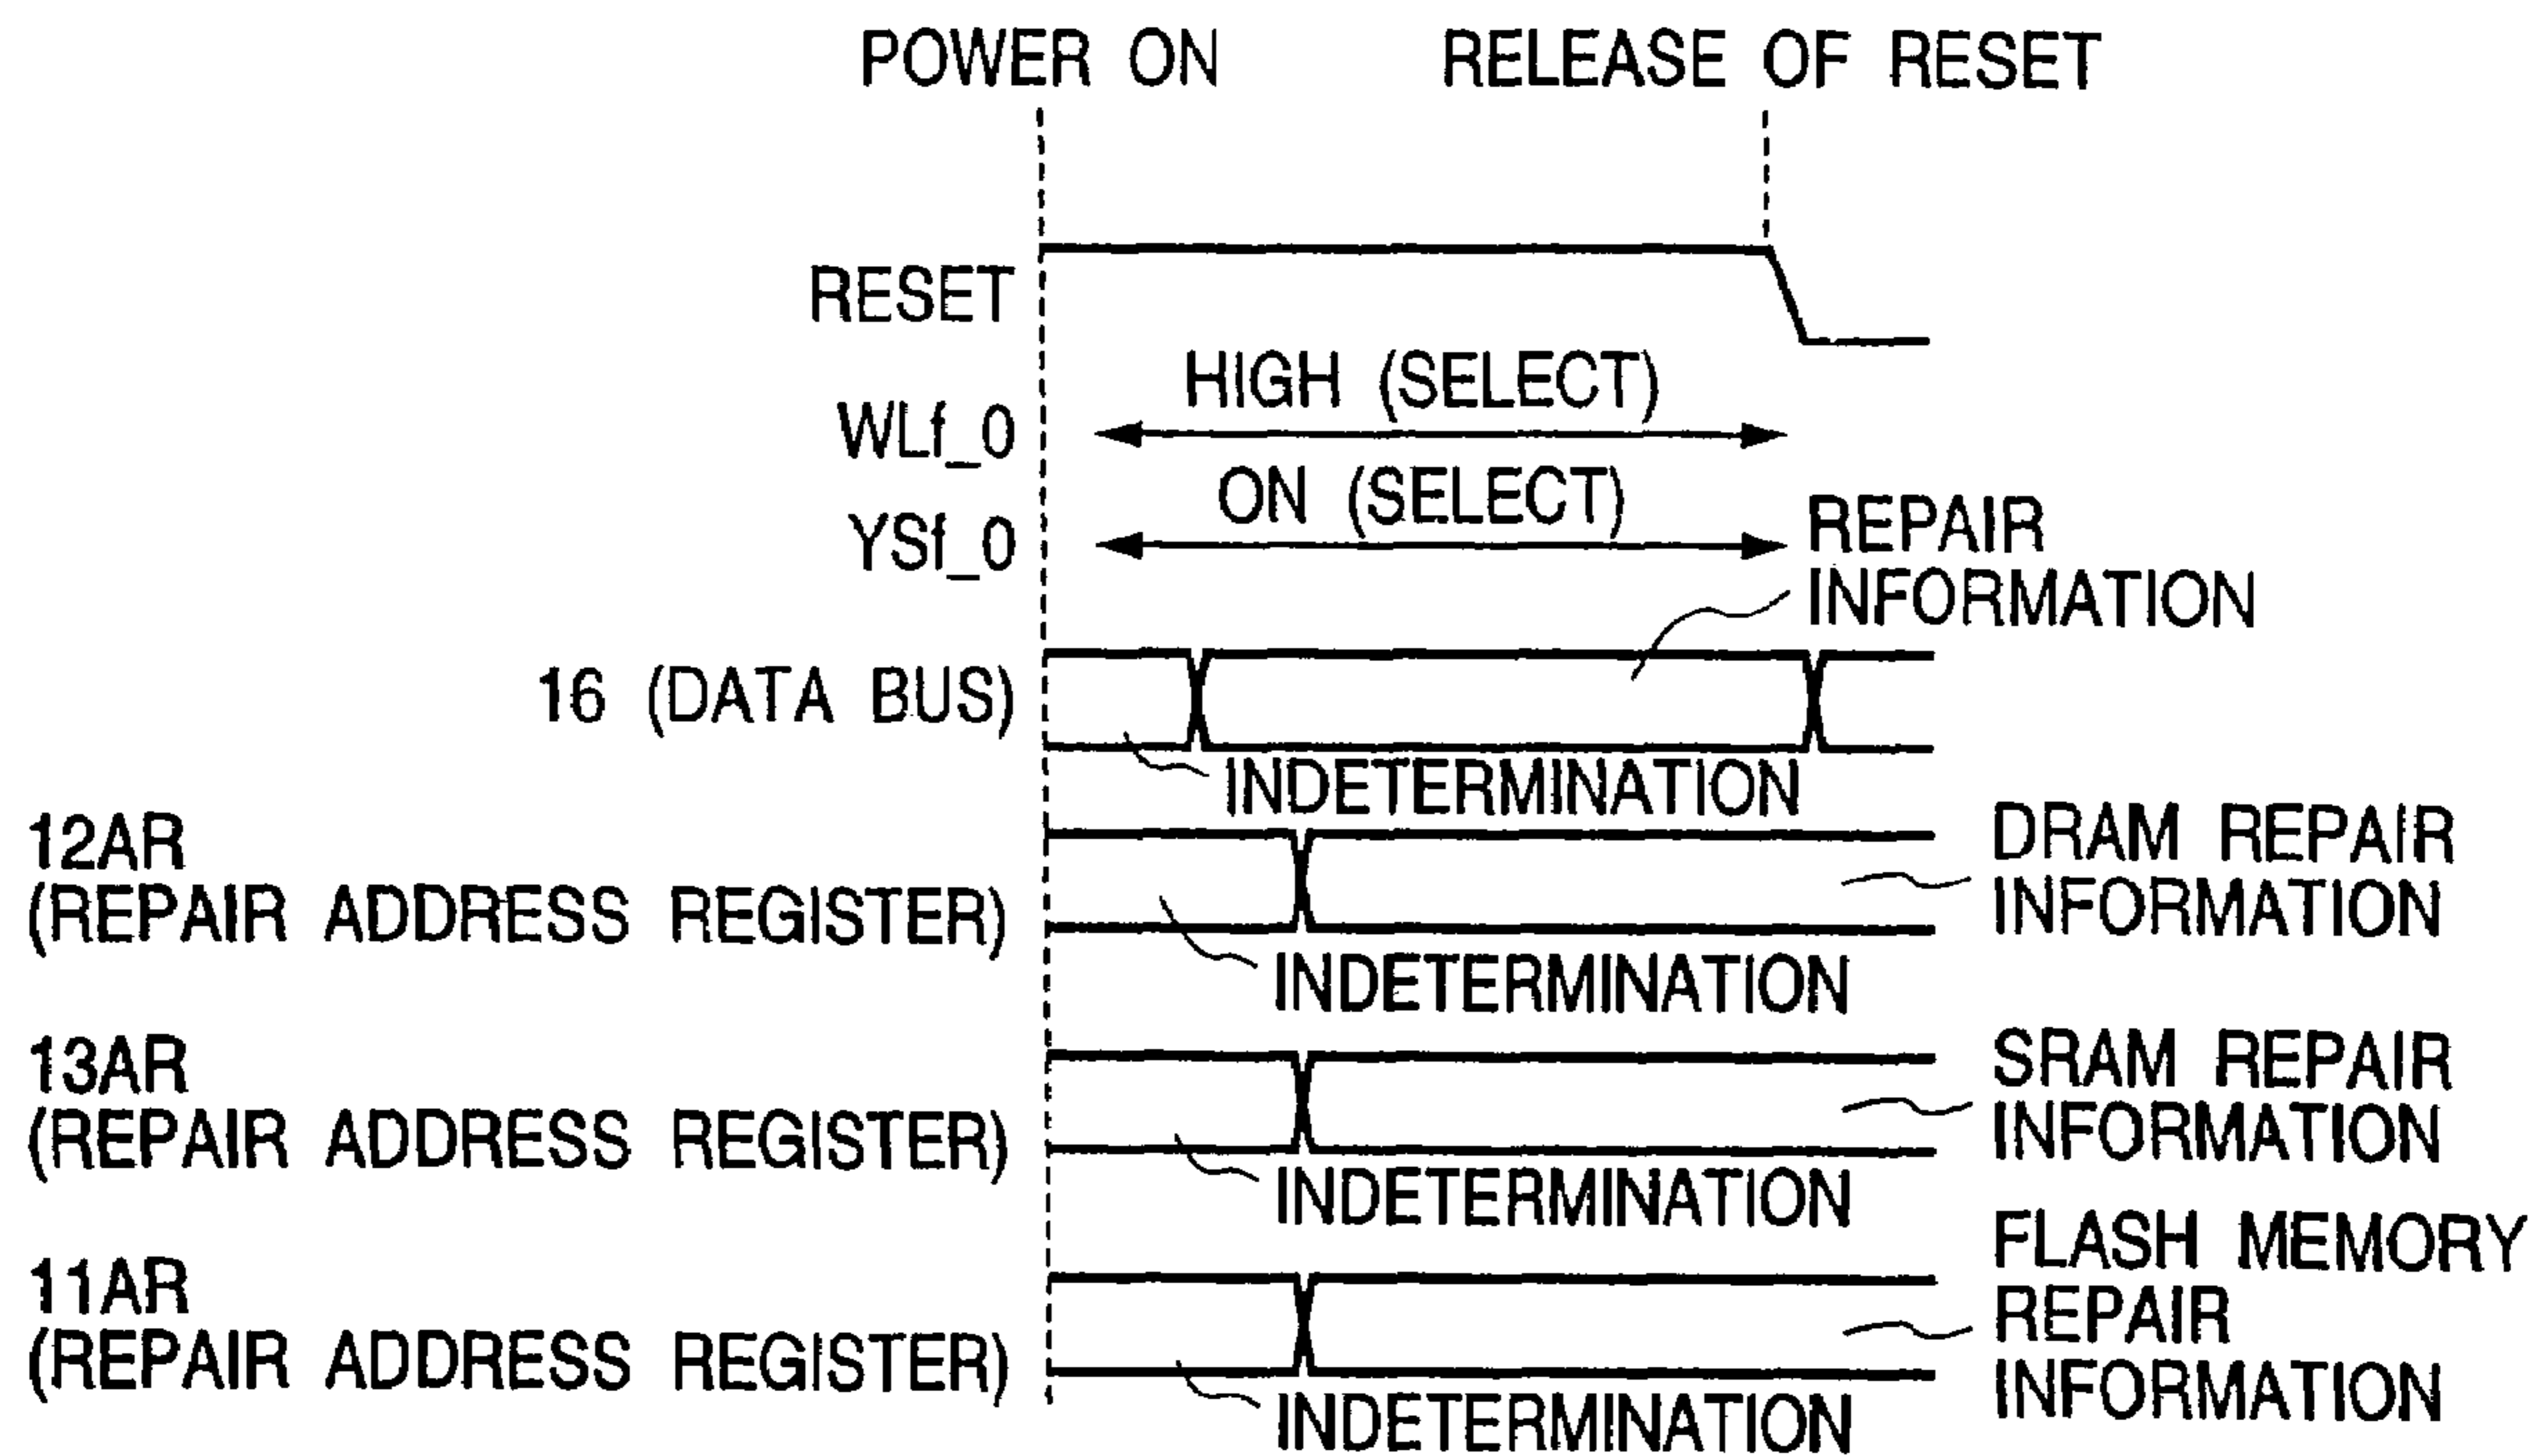 POWER ON
RELEASE OF RESET
RESET
HIGH (SELECT)
WLf_0
ON (SELECT)
YSf_0
REPAIR
INFORMATION
16 (DATA BUS)
INDETERMINATION
12AR
(REPAIR ADDRESS REGISTER)
DRAM REPAIR
INFORMATION
INDETERMINATION
13AR
(REPAIR ADDRESS REGISTER)
SRAM REPAIR
INFORMATION
INDETERMINATION
11AR
(REPAIR ADDRESS REGISTER)
FLASH MEMORY
REPAIR
INFORMATION
INDETERMINATION